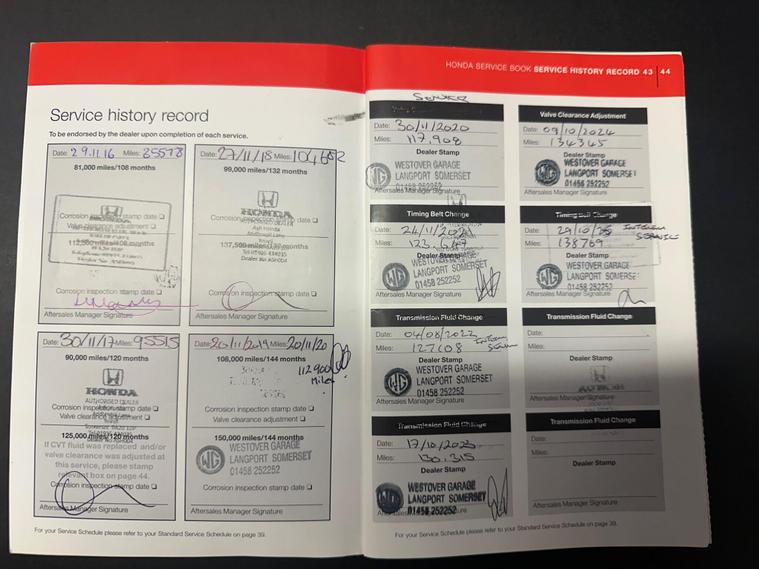 HONDA SERVICE BOOK SERVICE HISTORY RECORD 43 | 44
Service history record
To be endorsed by the dealer upon completion of each service.
Date: 29.11.16 Miles: 85578
81,000 miles/108 months
Corrosion inspection stamp date
Valve clearance adjustment
112,500 miles/108 months
Corrosion inspection stamp date
Aftersales Manager Signature
Date: 27/11/18 Miles: 104652
99,000 miles/132 months
HONDA
137,500 miles
Corrosion inspection stamp date
Aftersales Manager Signature
Date: 30/11/17 Miles: 95515
90,000 miles/120 months
HONDA
AUTHORISED DEALER
Corrosion inspection stamp date
Valve clearance adjustment
125,000 miles/120 months
If CVT fluid was replaced and/or
valve clearance was adjusted at
this service, please stamp
relevant box on page 44.
Corrosion inspection stamp date
Aftersales Manager Signature
Date: 20/11/2019 Miles: 20/11/20
108,000 miles/144 months
112900
Miles
Corrosion inspection stamp date
Valve clearance adjustment
150,000 miles/144 months
WG WESTOVER GARAGE
LANGPORT SOMERSET
01458 252252
Corrosion inspection stamp date
Aftersales Manager Signature
For your Service Schedule please refer to your Standard Service Schedule on page 39.
SERVICE
Date: 30/11/2020
Miles: 117,908
Dealer Stamp
WESTOVER GARAGE
LANGPORT SOMERSET
01458 252252
Aftersales Manager Signature
Timing Belt Change
Date: 24/11/2021
Miles: 123,647
Dealer Stamp
WESTOVER GARAGE
LANGPORT SOMERSET
01458 252252
Aftersales Manager Signature
Transmission Fluid Change
Date: 04/08/2022
Miles: 127608
WG WESTOVER GARAGE
LANGPORT SOMERSET
01458 252252
Aftersales Manager Signature
Transmission Fluid Change
Date: 17/10/2023
Miles: 130,315
Dealer Stamp
WG WESTOVER GARAGE
LANGPORT SOMERSET
01458 252252
Valve Clearance Adjustment
Date: 09/10/2024
Miles: 134345
Dealer Stamp
WG WESTOVER GARAGE
LANGPORT SOMERSET
01458 252252
Aftersales Manager Signature
Timing Belt Change
Date: 29/10/25 INTERIM
Miles: 138769 SERVICE
Dealer Stamp
WG WESTOVER GARAGE
LANGPORT SOMERSET
01458 252252
Aftersales Manager Signature
Transmission Fluid Change
Date:
Miles:
Aftersales Manager Signature
Transmission Fluid Change
Date:
Miles:
Dealer Stamp
Aftersales Manager Signature
For your Service Schedule please refer to your Standard Service Schedule on page 39.